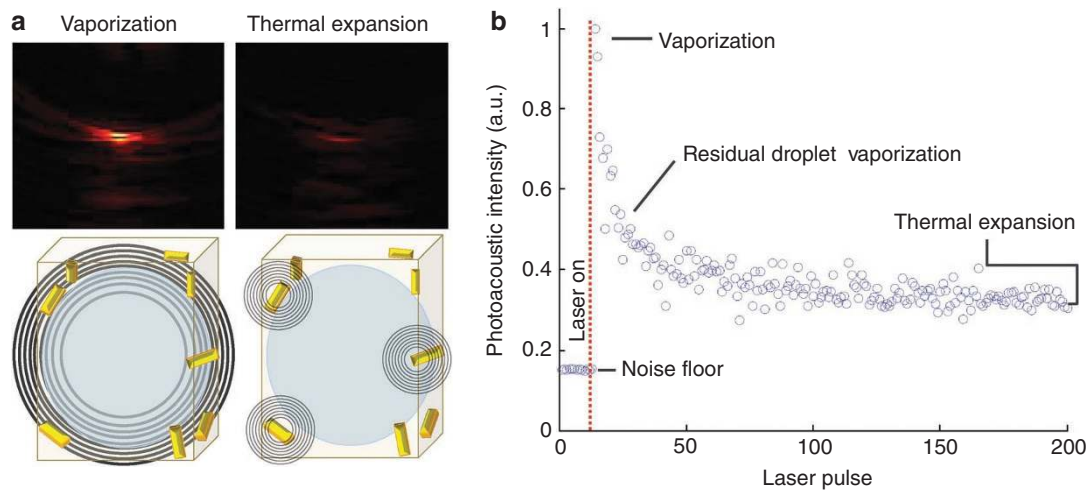 a
Vaporization
Thermal expansion
b
Photoacoustic intensity (a.u.)
1
0.8
0.6
0.4
0.2
0
Vaporization
Residual droplet vaporization
Thermal expansion
Laser on
Noise floor
0
50
100
150
200
Laser pulse